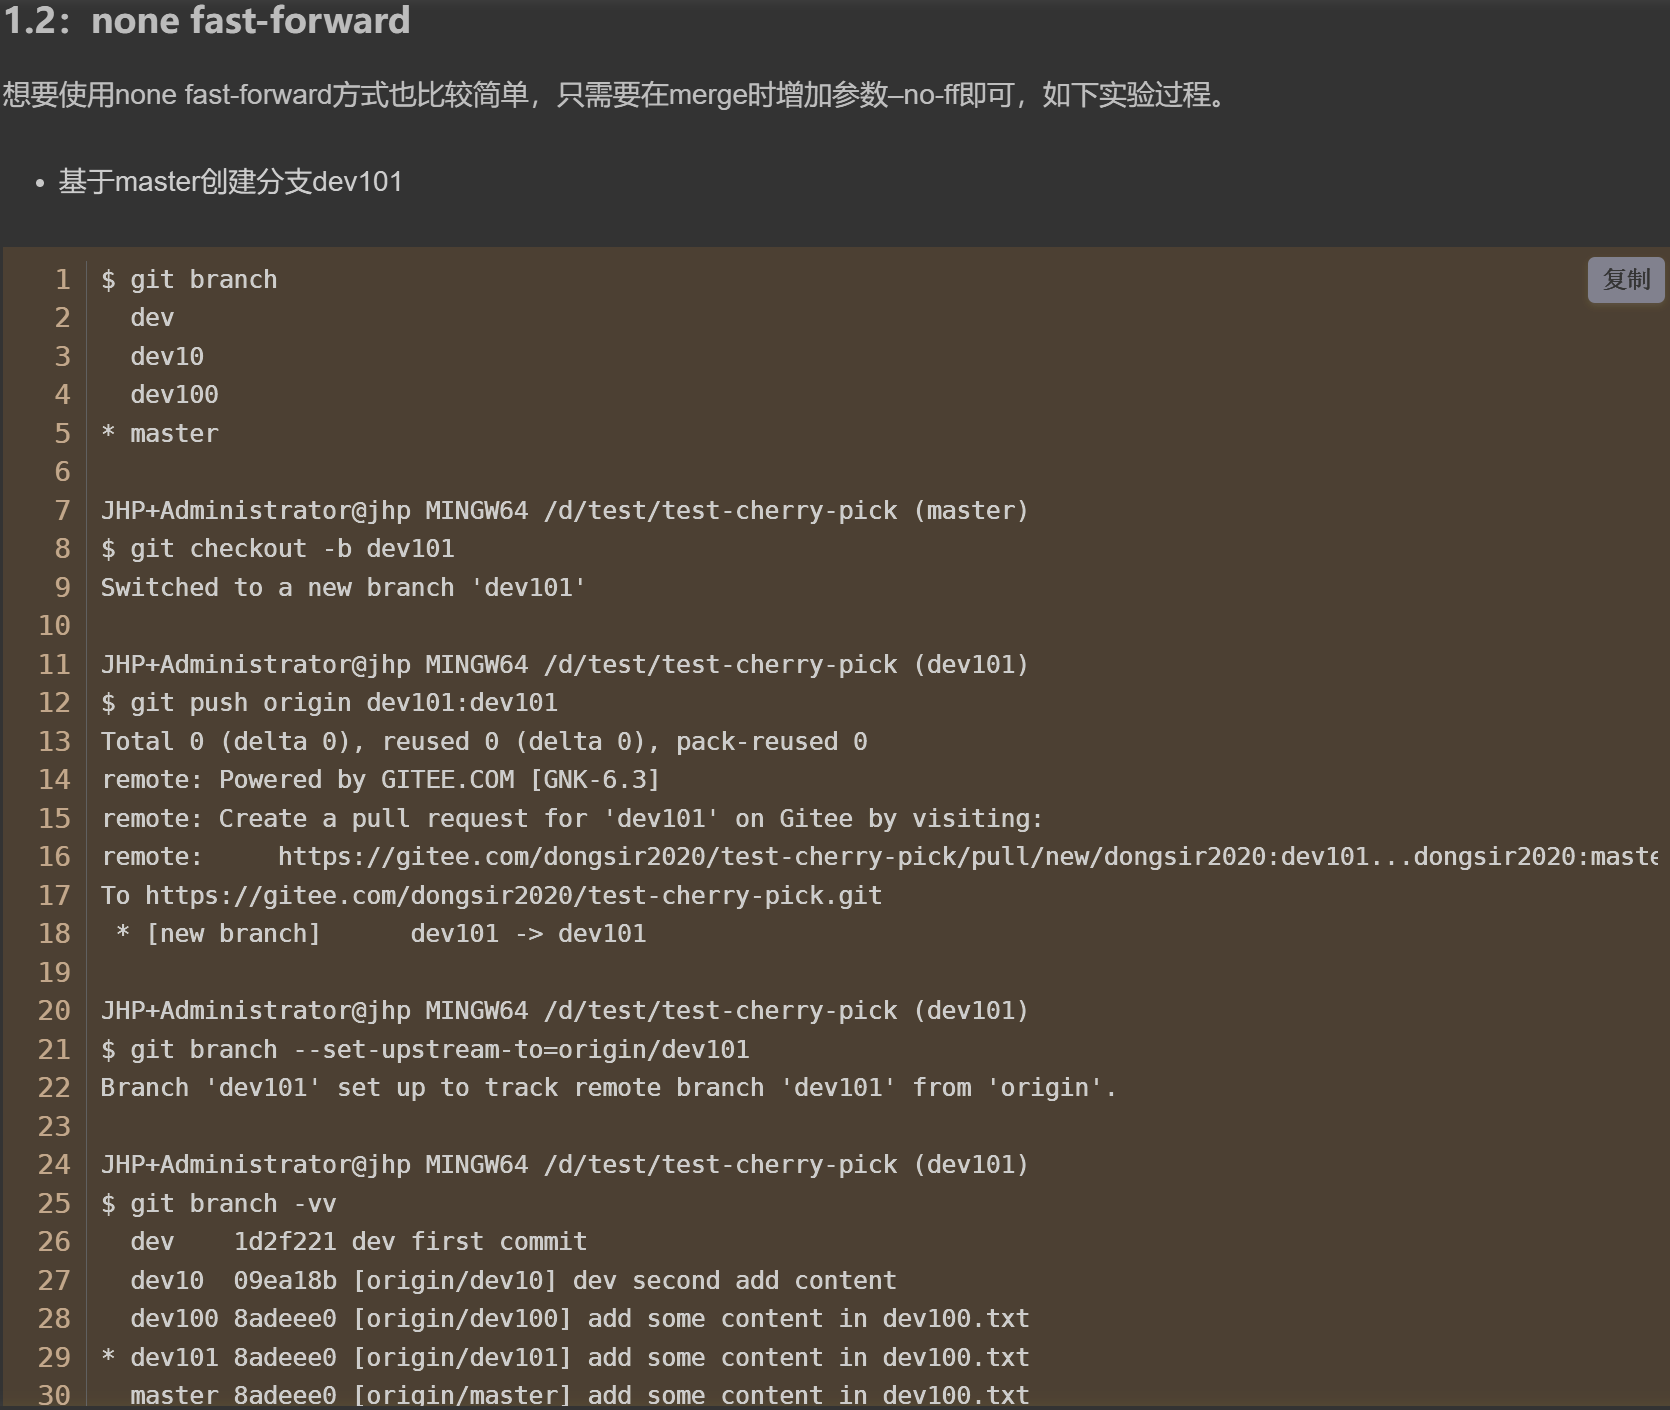 1.2：none fast-forward
想要使用none fast-forward方式也比较简单，只需要在merge时增加参数–no-ff即可，如下实验过程。
• 基于master创建分支dev101
复制
1 $ git branch
2   dev
3   dev10
4   dev100
5 * master
6
7 JHP+Administrator@jhp MINGW64 /d/test/test-cherry-pick (master)
8 $ git checkout -b dev101
9 Switched to a new branch 'dev101'
10
11 JHP+Administrator@jhp MINGW64 /d/test/test-cherry-pick (dev101)
12 $ git push origin dev101:dev101
13 Total 0 (delta 0), reused 0 (delta 0), pack-reused 0
14 remote: Powered by GITEE.COM [GNK-6.3]
15 remote: Create a pull request for 'dev101' on Gitee by visiting:
16 remote:     https://gitee.com/dongsir2020/test-cherry-pick/pull/new/dongsir2020:dev101...dongsir2020:maste
17 To https://gitee.com/dongsir2020/test-cherry-pick.git
18  * [new branch]      dev101 -> dev101
19
20 JHP+Administrator@jhp MINGW64 /d/test/test-cherry-pick (dev101)
21 $ git branch --set-upstream-to=origin/dev101
22 Branch 'dev101' set up to track remote branch 'dev101' from 'origin'.
23
24 JHP+Administrator@jhp MINGW64 /d/test/test-cherry-pick (dev101)
25 $ git branch -vv
26   dev    1d2f221 dev first commit
27   dev10  09ea18b [origin/dev10] dev second add content
28   dev100 8adeee0 [origin/dev100] add some content in dev100.txt
29 * dev101 8adeee0 [origin/dev101] add some content in dev100.txt
30   master 8adeee0 [origin/master] add some content in dev100.txt